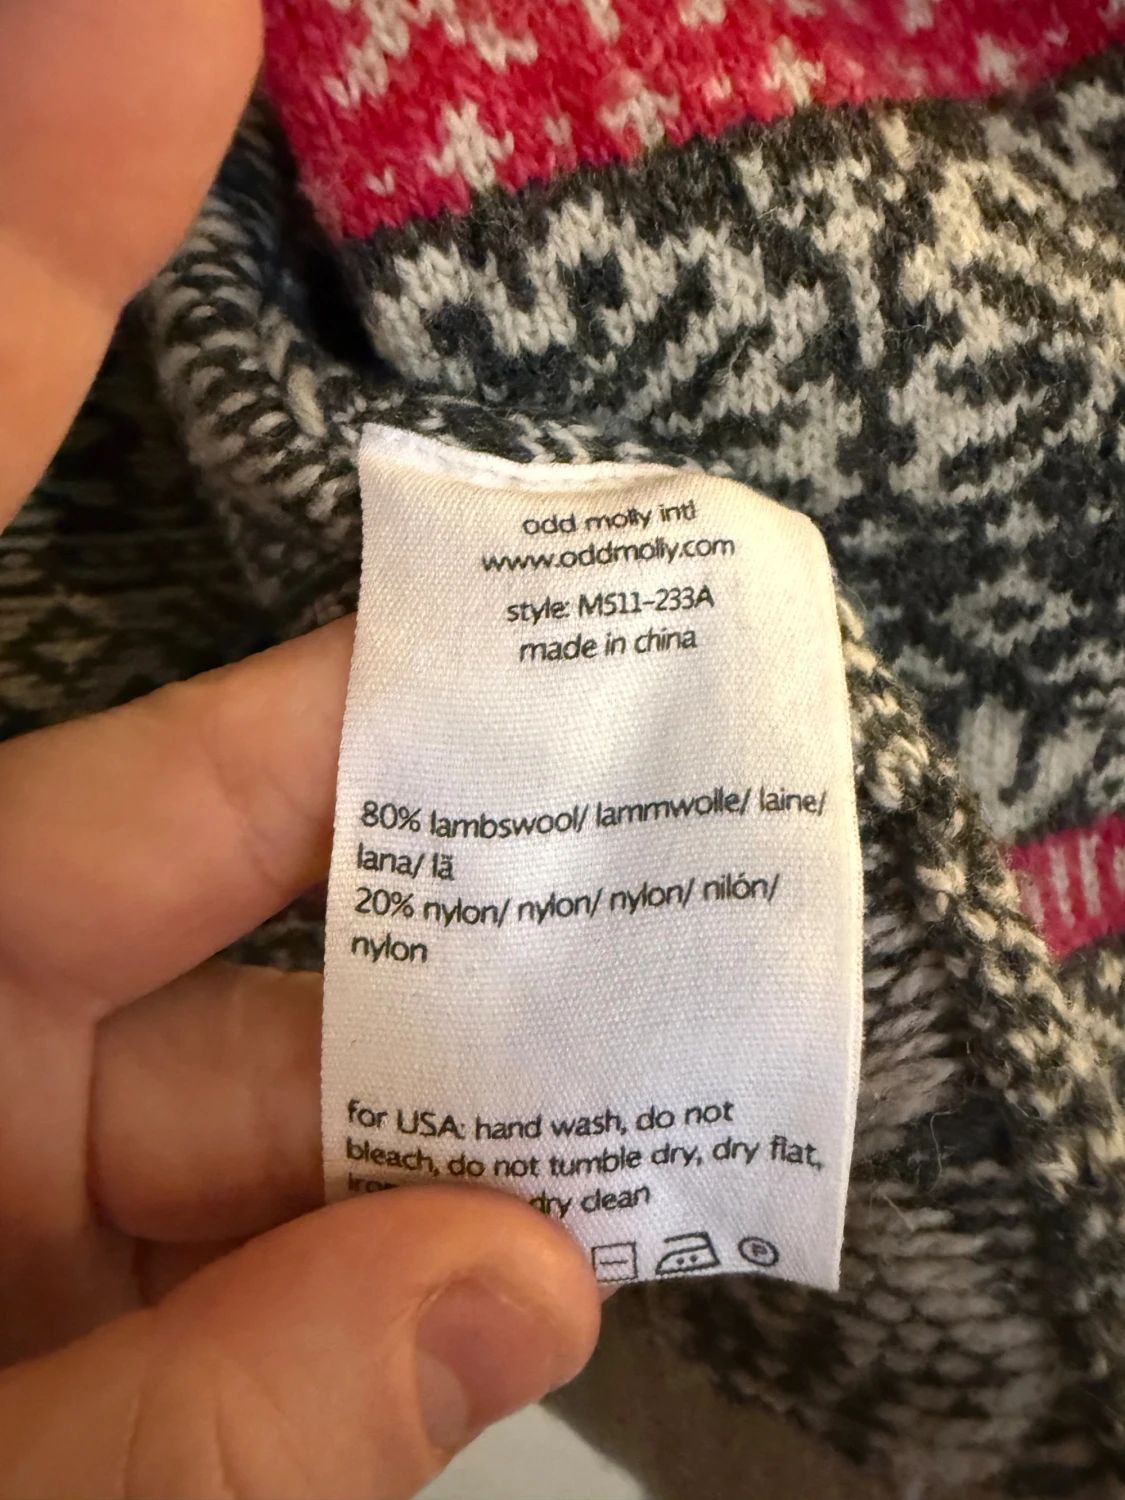 odd molly intl
www.oddmolly.com
style: MS11-233A
made in china
80% lambswool/ lammwolle/ laine/
lana/ lã
20% nylon/ nylon/ nylon/ nilón/
nylon
for USA: hand wash, do not
bleach, do not tumble dry, dry flat,
dry clean
P